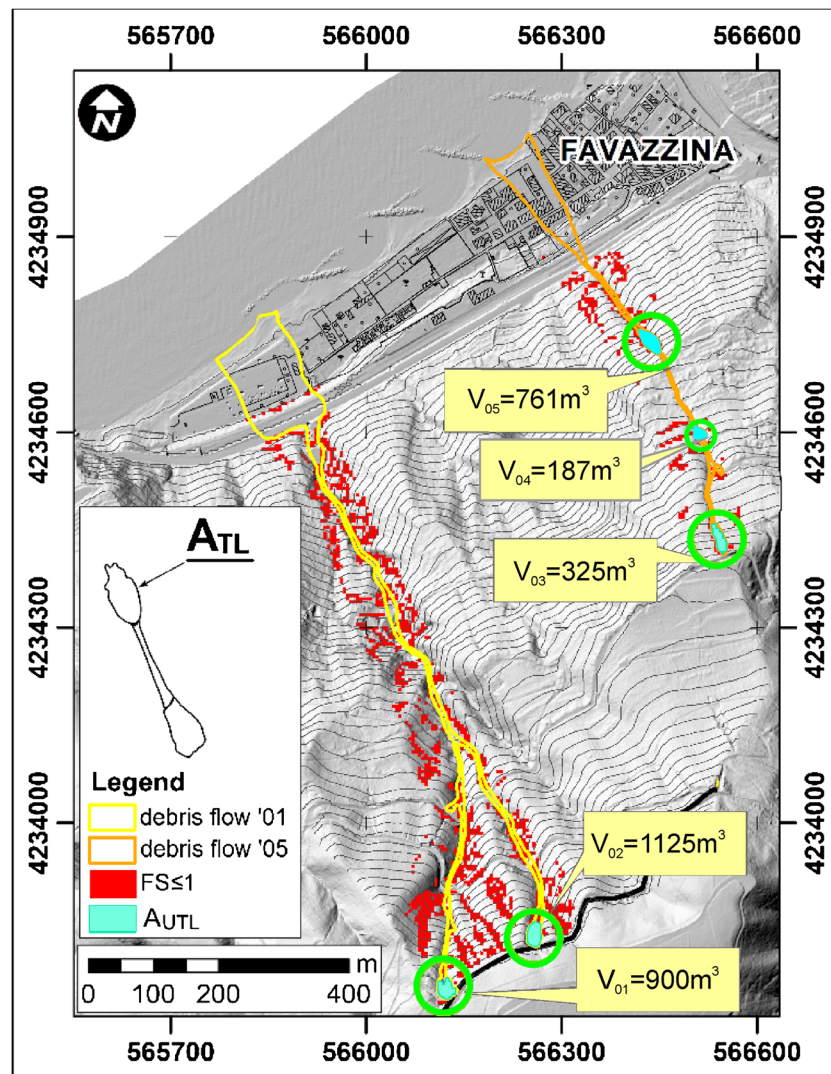 565700 566000 566300 566600
N
FAVAZZINA
4234900
4234900
V05=761m³
4234600
4234600
V04=187m³
ATL
V03=325m³
4234300
4234300
Legend
debris flow '01
debris flow '05
FS≤1
AUTL
4234000
4234000
V02=1125m³
m
0 100 200 400
V01=900m³
565700 566000 566300 566600